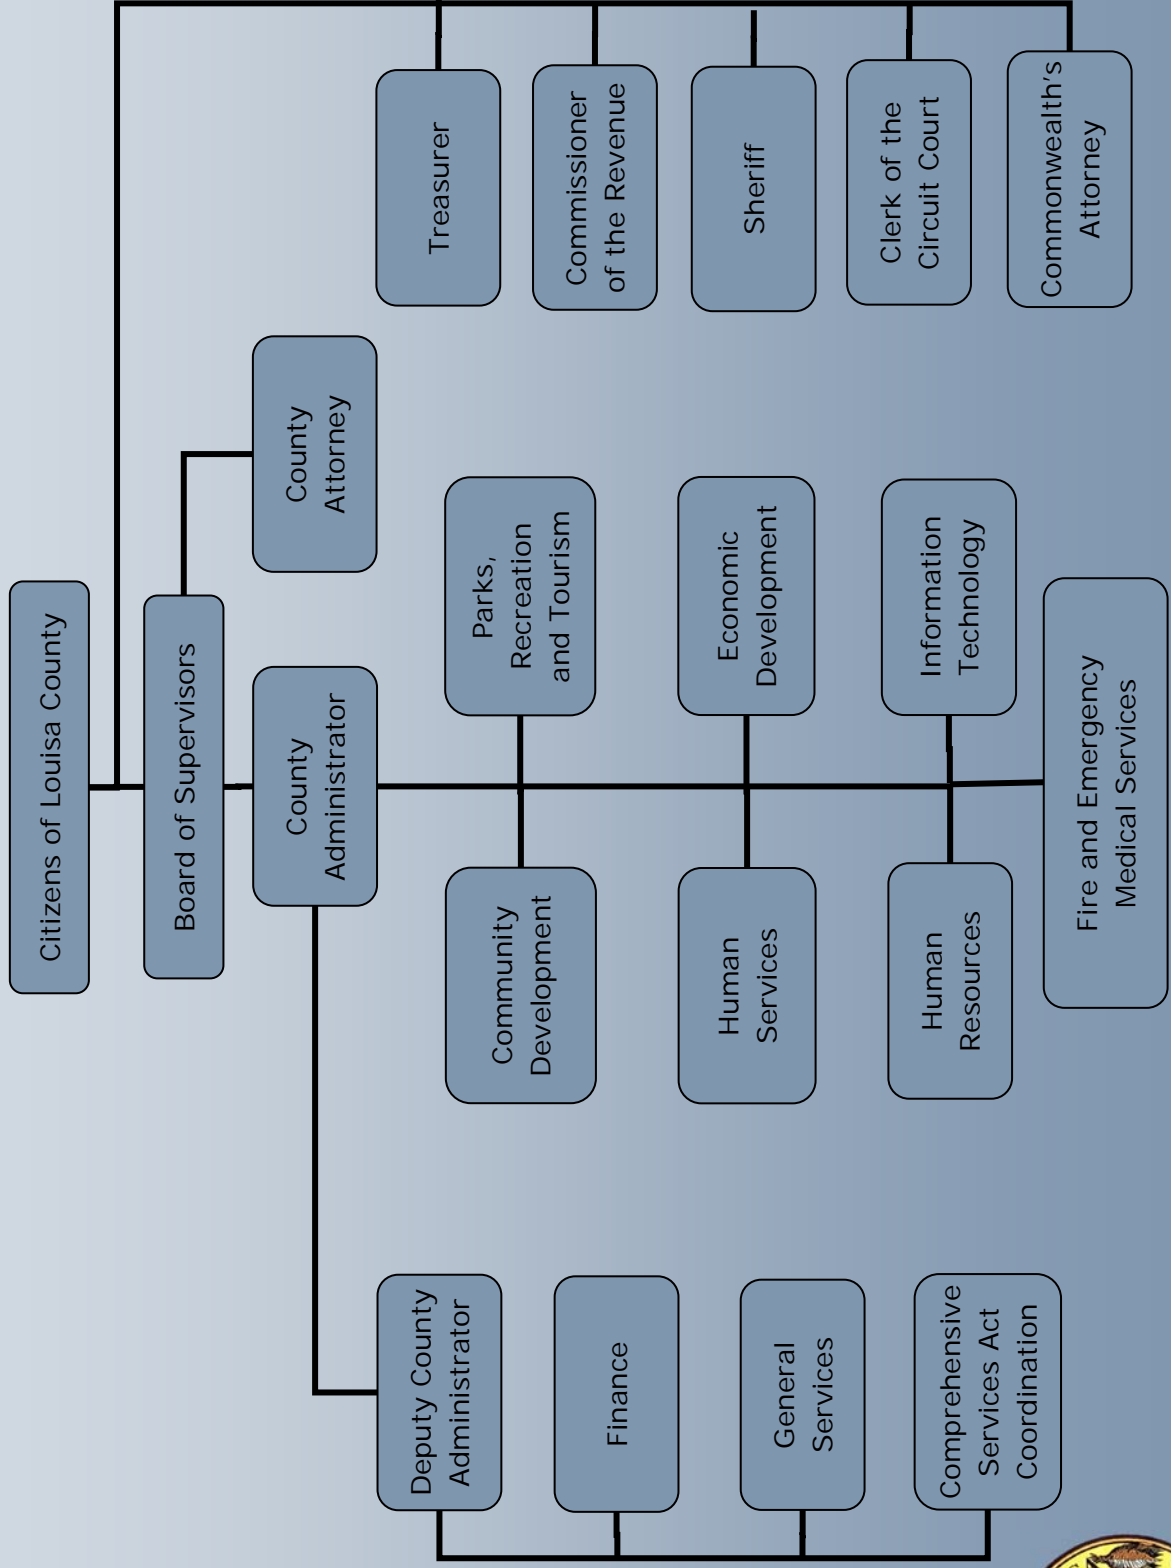 Citizens of Louisa County
Board of Supervisors
County
Administrator
County
Attorney
Deputy County
Administrator
Finance
General
Services
Comprehensive
Services Act
Coordination
Community
Development
Parks,
Recreation
and Tourism
Human
Services
Economic
Development
Human
Resources
Information
Technology
Fire and Emergency
Medical Services
Treasurer
Commissioner
of the Revenue
Sheriff
Clerk of the
Circuit Court
Commonwealth's
Attorney